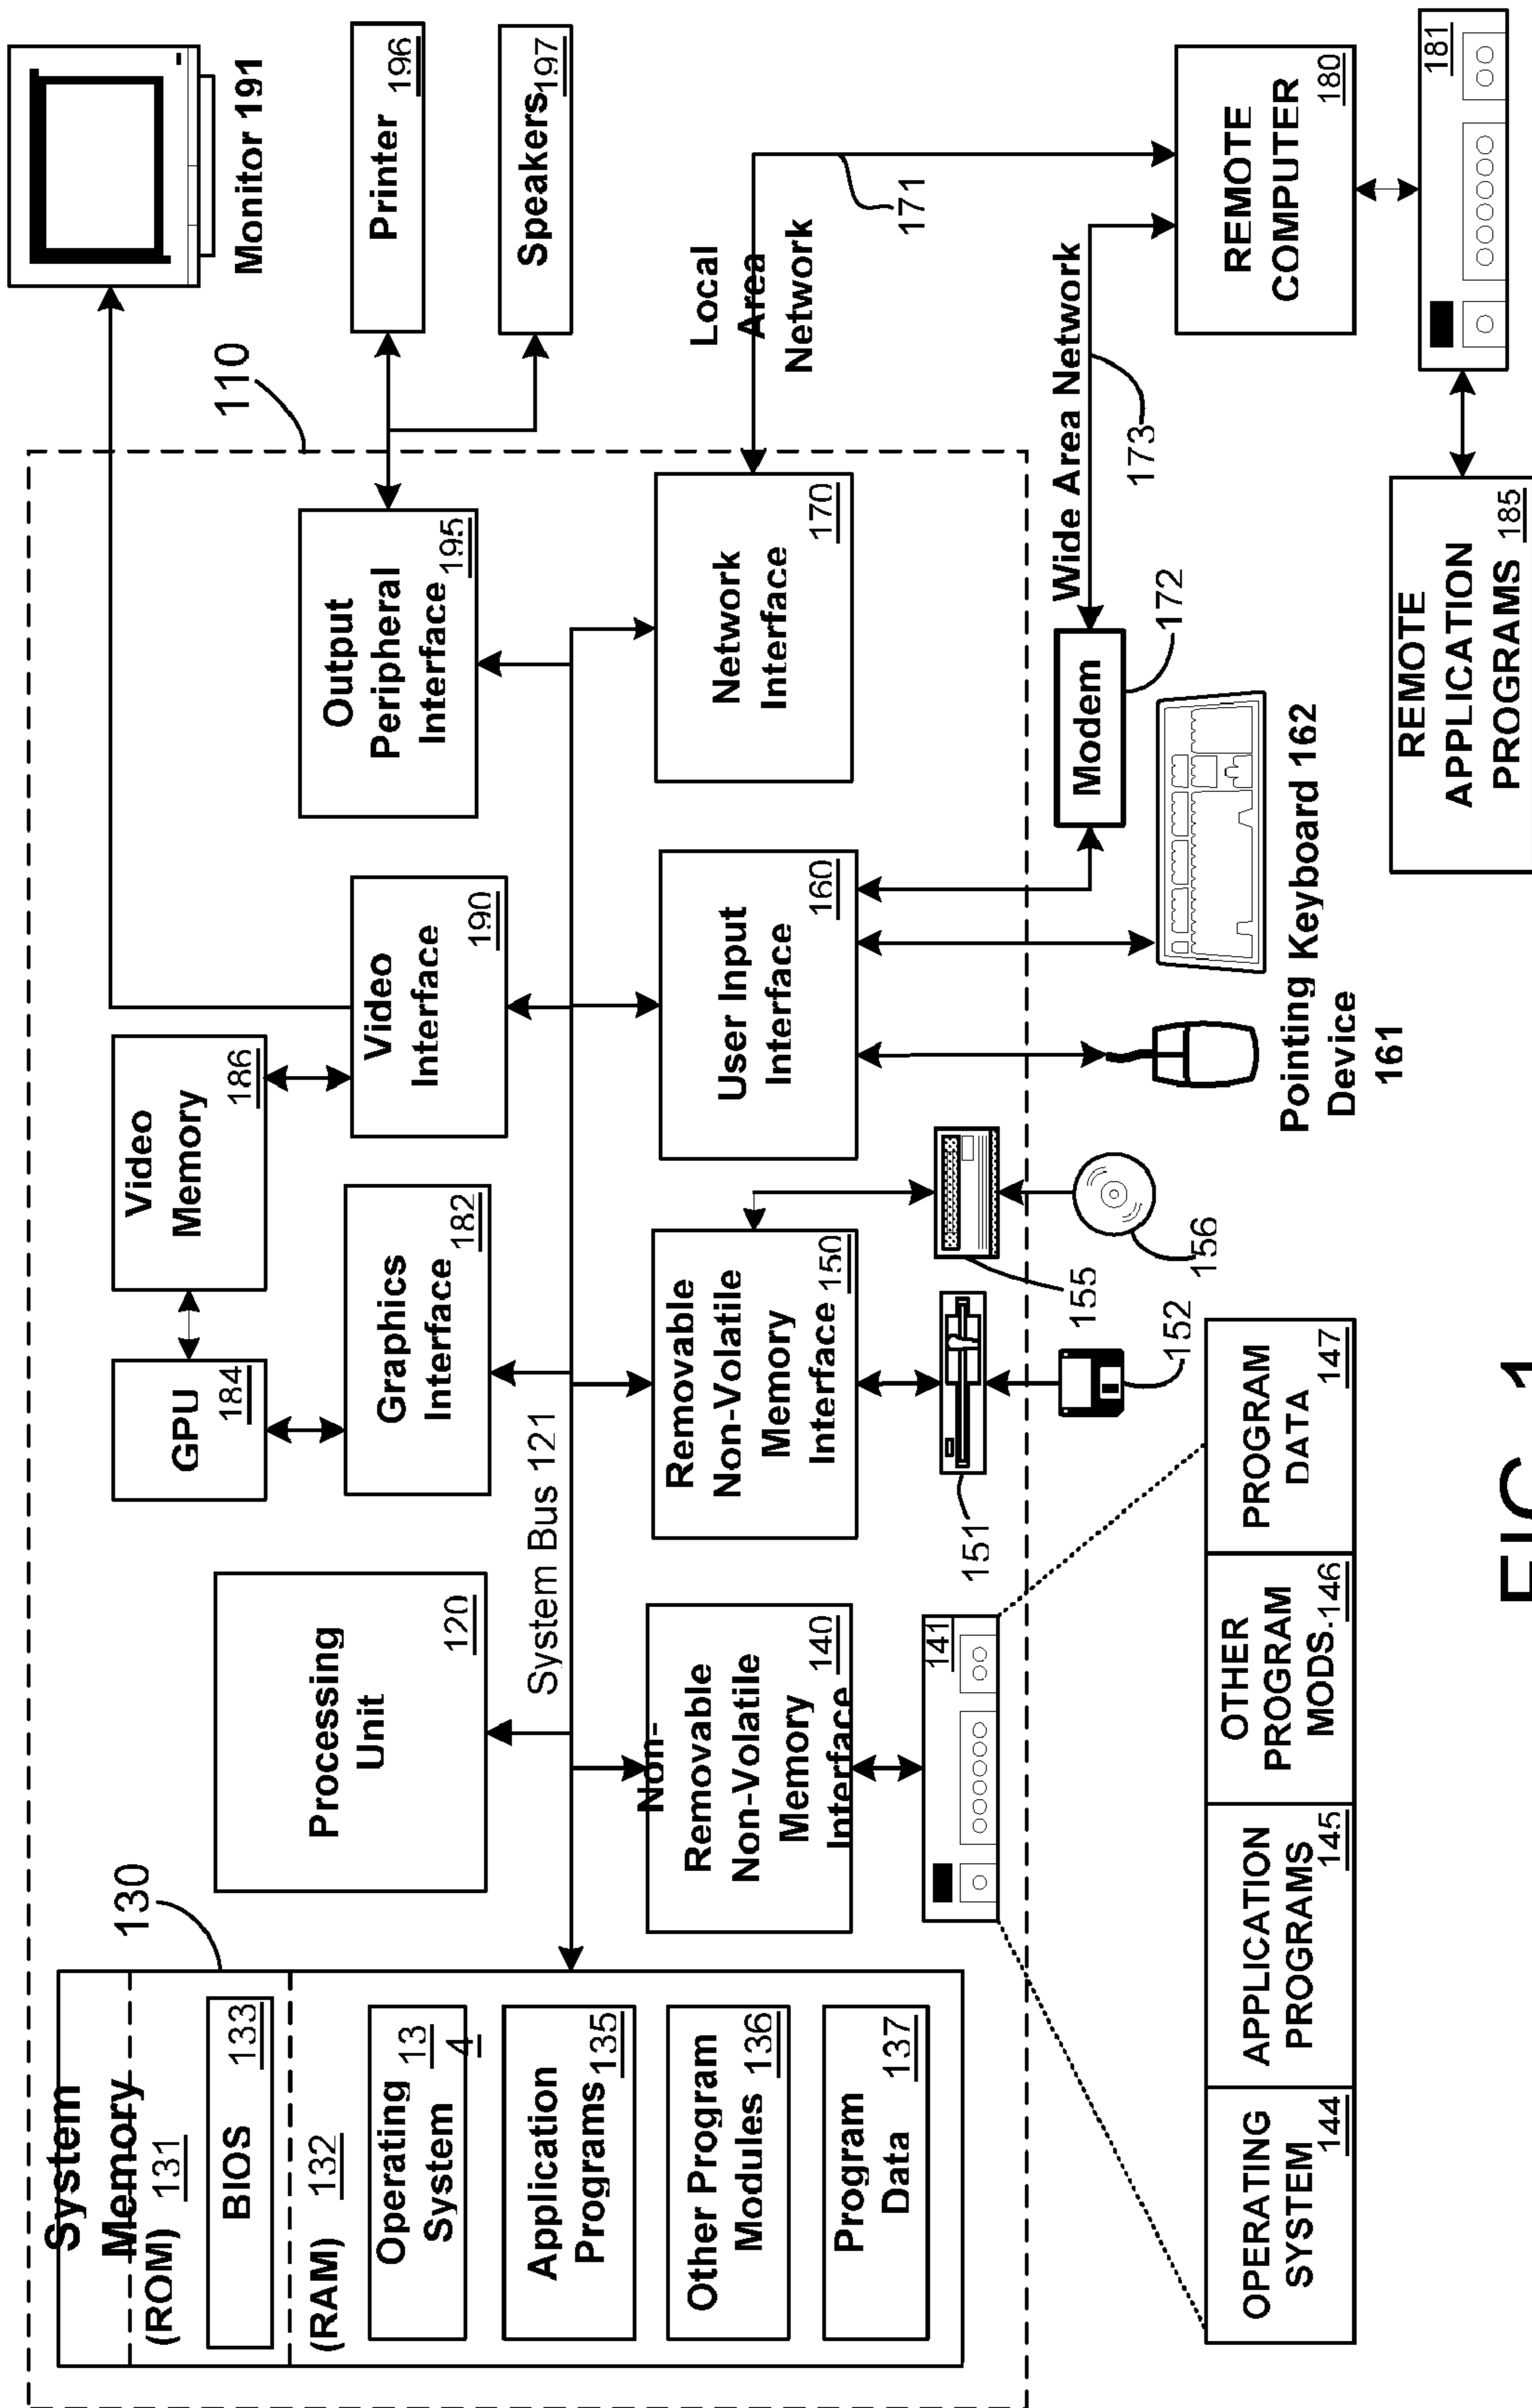 System
Memory
(ROM) 131
BIOS 133
(RAM) 132
Operating
System
13
4
Application
Programs 135
Other Program
Modules 136
Program
Data
137
130
Processing
Unit
120
GPU
184
Video
Memory
186
Graphics
Interface
182
Video
Interface
190
Output
Peripheral
Interface 195
110
Monitor 191
Printer
196
Speakers
197
System Bus 121
Non-
Removable
Non-Volatile
Memory
Interface
140
Removable
Non-Volatile
Memory
Interface 150
User Input
Interface
160
Network
Interface
170
Local
Area
Network
171
141
151
152
155
156
Pointing
Device
161
Keyboard 162
Modem
172
Wide Area Network
173
REMOTE
COMPUTER
180
181
REMOTE
APPLICATION
PROGRAMS 185
OPERATING
SYSTEM 144
APPLICATION
PROGRAMS 145
OTHER
PROGRAM
MODS. 146
PROGRAM
DATA 147